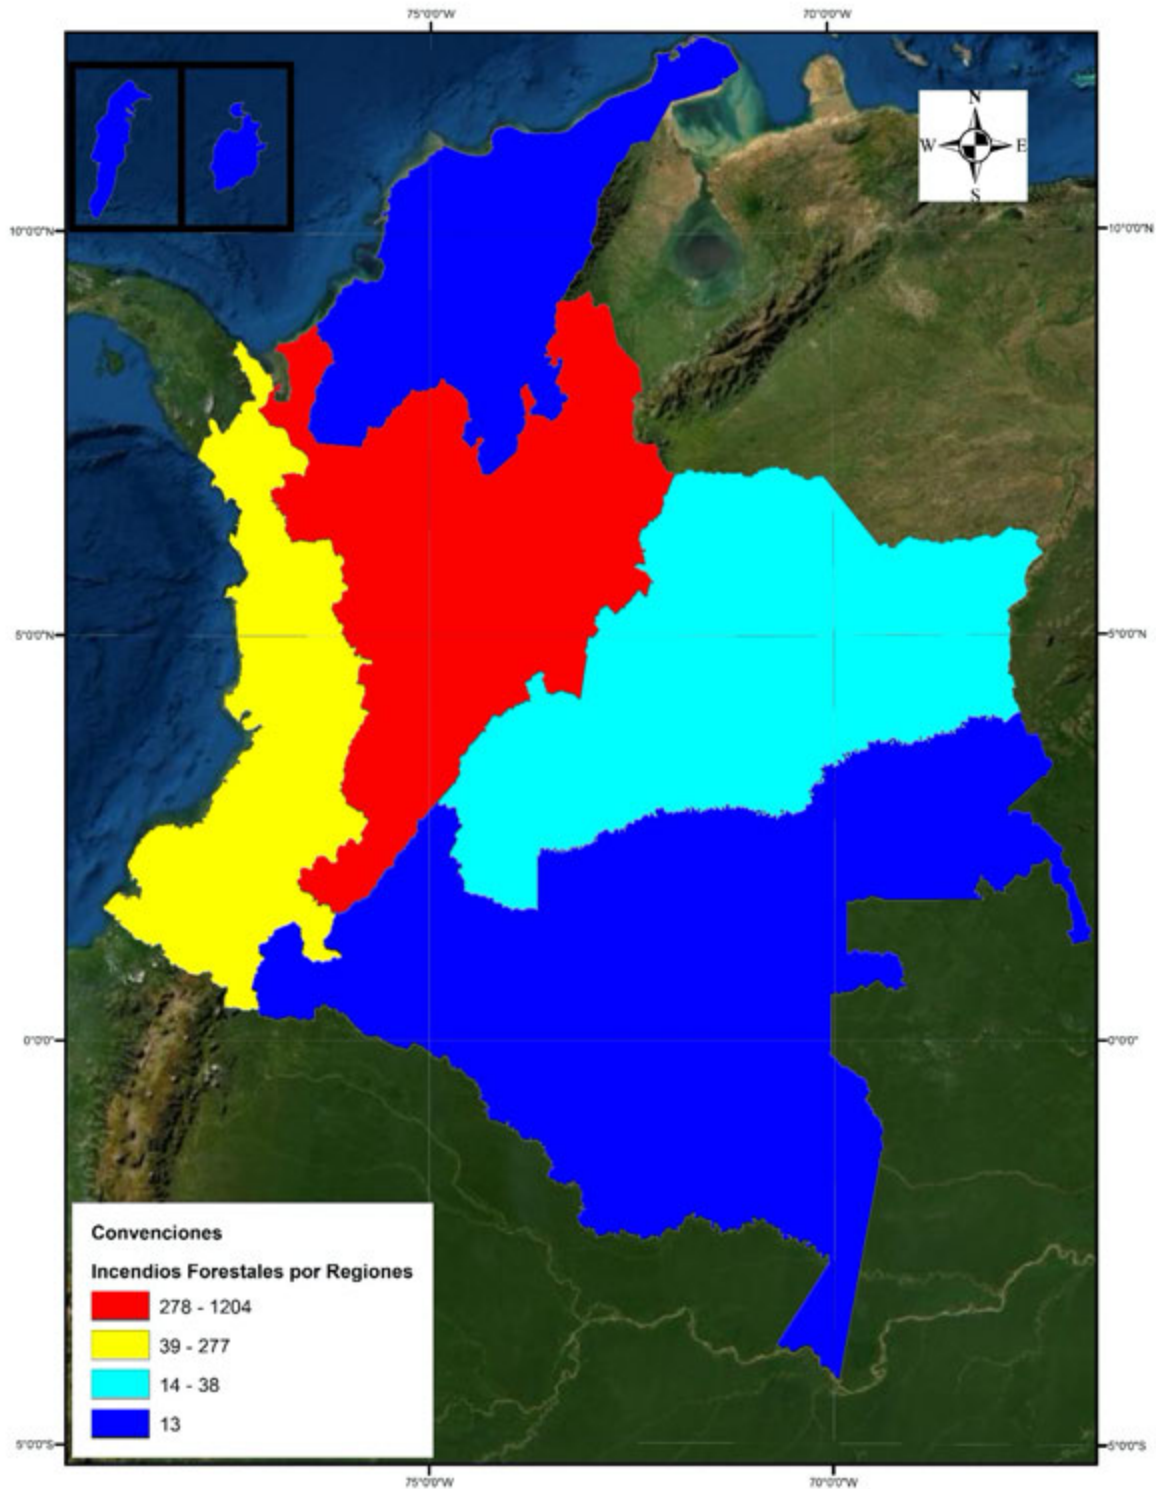 75°0'0"W 70°0'0"W
N
W E
S
10°0'0"N 10°0'0"N
5°0'0"N 5°0'0"N
0°0'0" 0°0'0"
Convenciones
Incendios Forestales por Regiones
278 - 1204
39 - 277
14 - 38
13
5°0'0"S 5°0'0"S
75°0'0"W 70°0'0"W